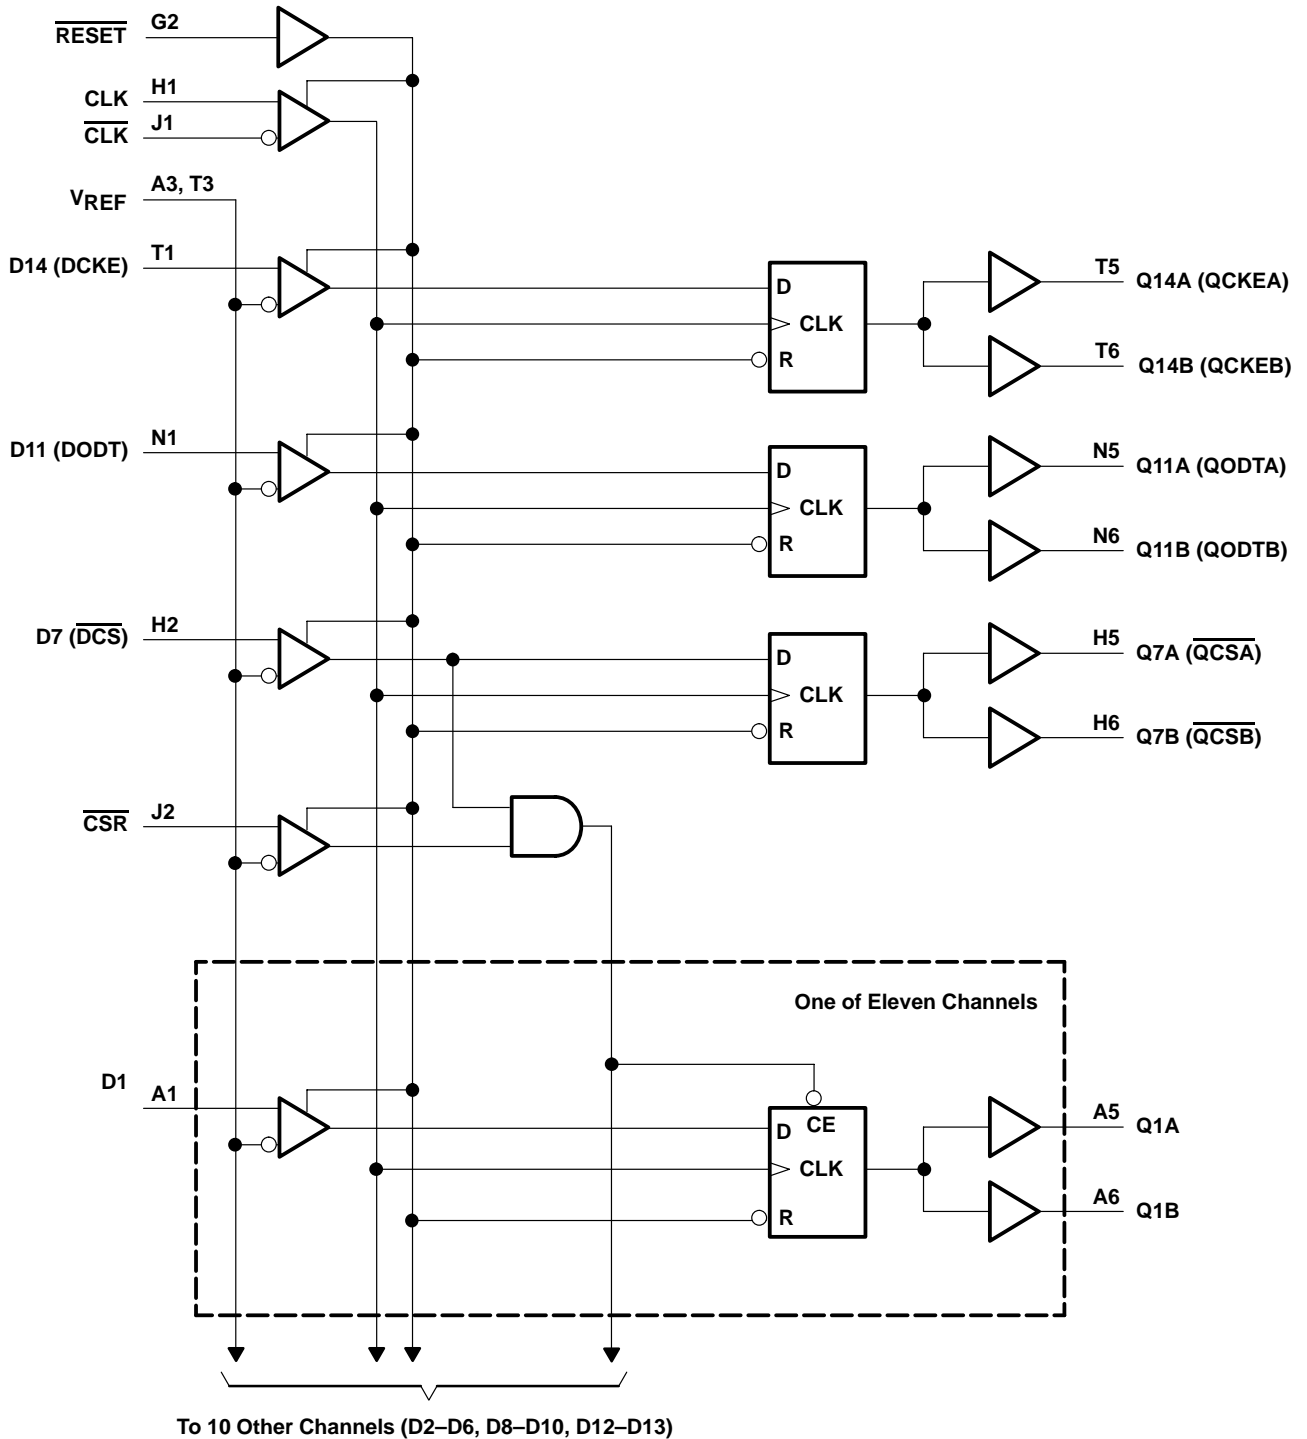 RESET G2
CLK H1
CLK J1
VREF A3, T3
D14 (DCKE) T1
D
CLK
R
T5 Q14A (QCKEA)
T6 Q14B (QCKEB)
D11 (DODT) N1
D
CLK
R
N5 Q11A (QODTA)
N6 Q11B (QODTB)
D7 (DCS) H2
D
CLK
R
H5 Q7A (QCSA)
H6 Q7B (QCSB)
CSR J2
One of Eleven Channels
D1 A1
CE
D
CLK
R
A5 Q1A
A6 Q1B
To 10 Other Channels (D2–D6, D8–D10, D12–D13)